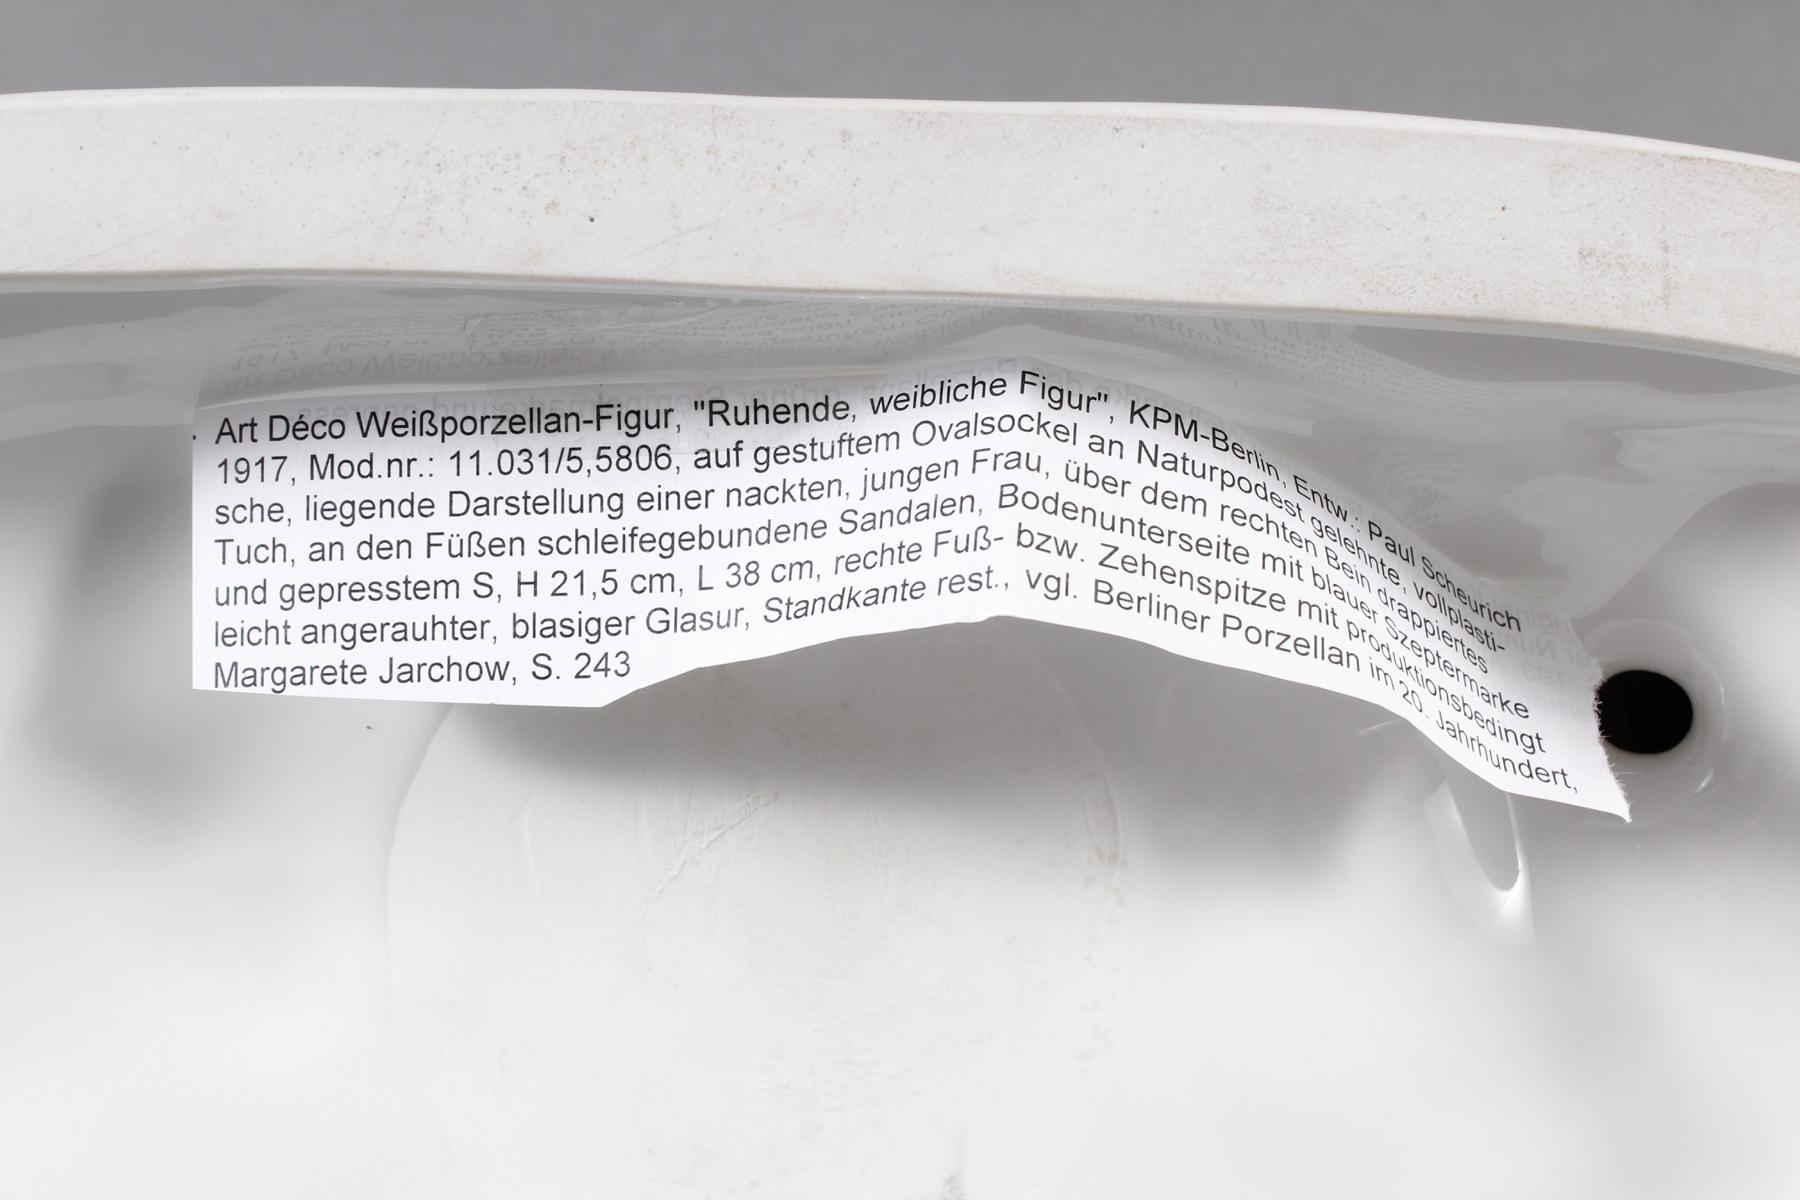 Art Déco Weißporzellan-Figur, "Ruhende, weibliche Figur", KPM-Berlin, Entw.: Paul Scheurich
1917, Mod.nr.: 11.031/5,5806, auf gestuftem Ovalsockel an Naturpodest gelehnte, vollplasti-
sche, liegende Darstellung einer nackten, jungen Frau, über dem rechten Bein drappiertes
Tuch, an den Füßen schleifegebundene Sandalen, Bodenunterseite mit blauer Szeptermarke
und gepresstem S, H 21,5 cm, L 38 cm, rechte Fuß- bzw. Zehenspitze mit produktionsbedingt
leicht angerauhter, blasiger Glasur, Standkante rest., vgl. Berliner Porzellan im 20. Jahrhundert,
Margarete Jarchow, S. 243